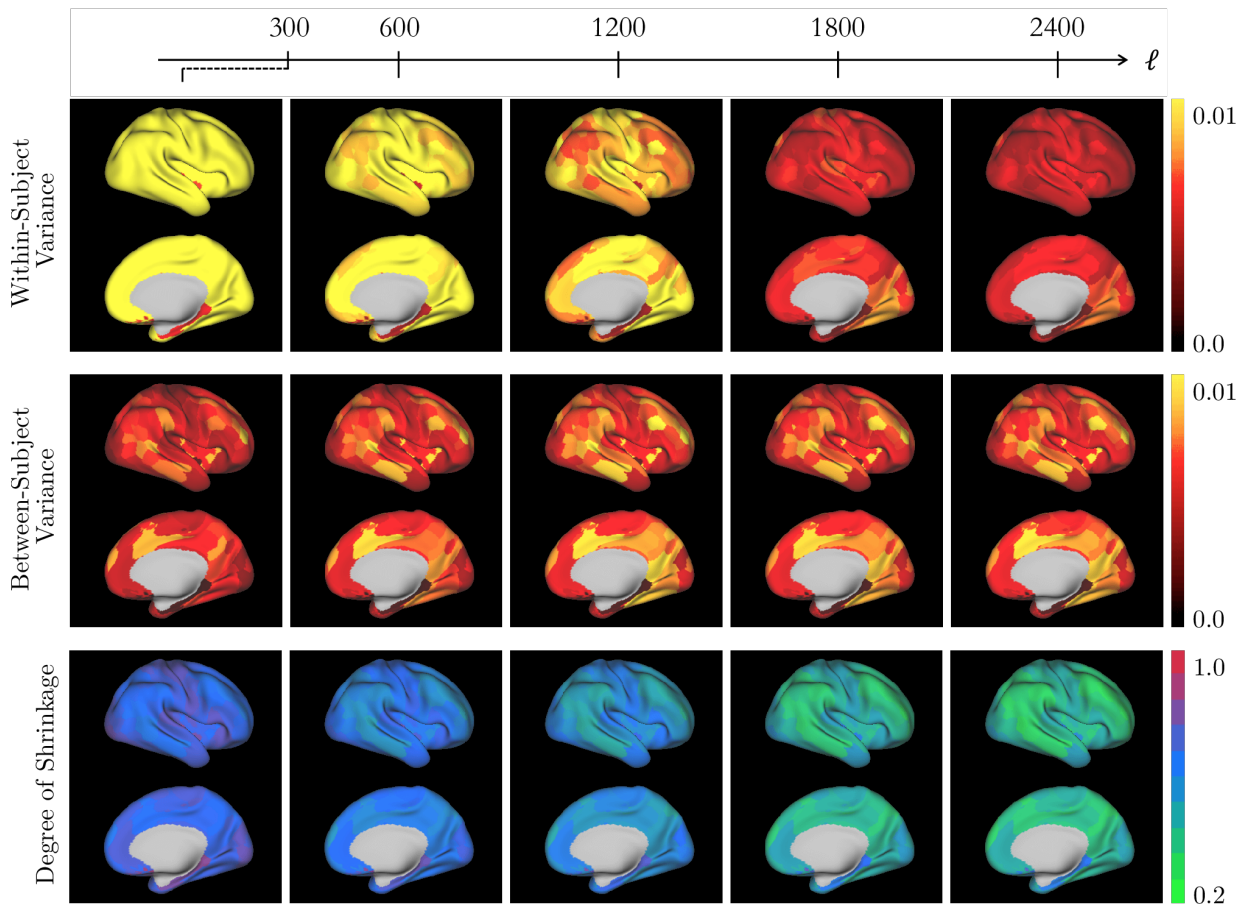 300 600 1200 1800 2400
ℓ
Within-Subject
Variance
0.01
0.0
Between-Subject
Variance
0.01
0.0
Degree of Shrinkage
1.0
0.2